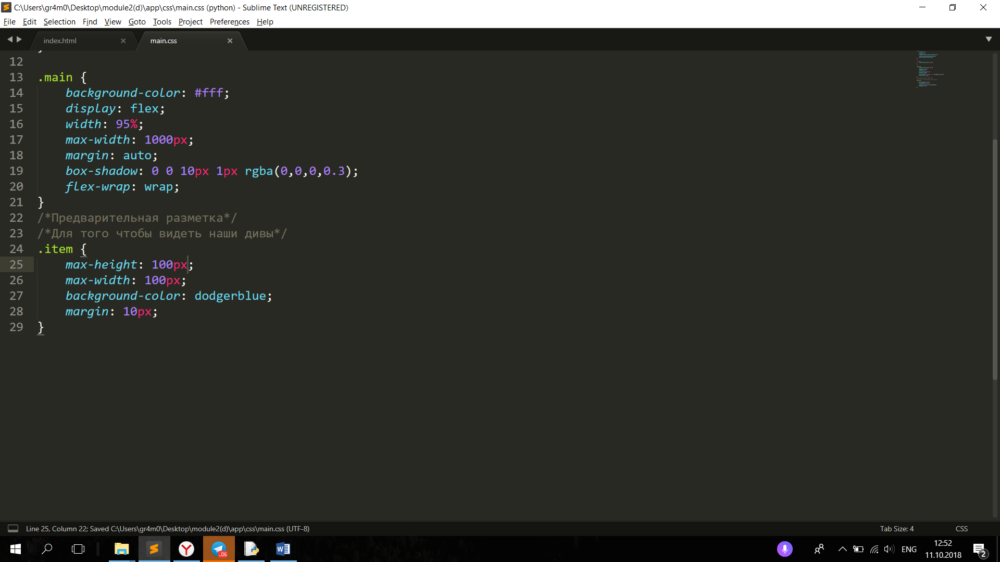 C:\Users\gr4m0\Desktop\module2(d)\app\css\main.css (python) - Sublime Text (UNREGISTERED)
File Edit Selection Find View Goto Tools Project Preferences Help
index.html
main.css
12
13 .main {
14 background-color: #fff;
15 display: flex;
16 width: 95%;
17 max-width: 1000px;
18 margin: auto;
19 box-shadow: 0 0 10px 1px rgba(0,0,0,0.3);
20 flex-wrap: wrap;
21 }
22 /*Предварительная разметка*/
23 /*Для того чтобы видеть наши дивы*/
24 .item {
25 max-height: 100px;
26 max-width: 100px;
27 background-color: dodgerblue;
28 margin: 10px;
29 }
Line 25, Column 22; Saved C:\Users\gr4m0\Desktop\module2(d)\app\css\main.css (UTF-8)
Tab Size: 4
CSS
..06
ENG
12:52
11.10.2018
2